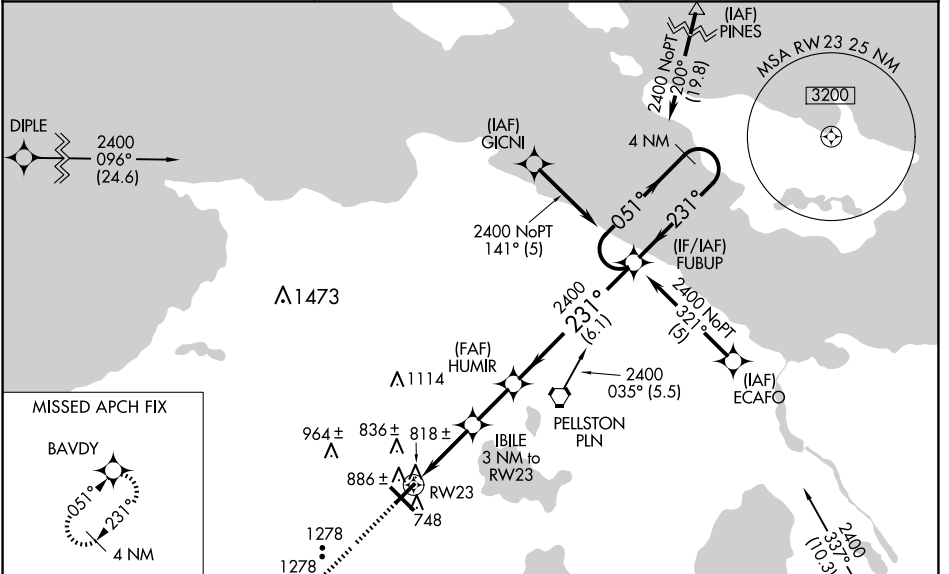 (IAF)
PINES
2400 NoPT
200°
(19.8)
MSA RW23 25 NM
3200
DIPLE
2400
096°
(24.6)
(IAF)
GICNI
4 NM
2400 NoPT
141° (5)
051°
231°
(IF/IAF)
FUBUP
2400 NoPT
321°
(5)
(IAF)
ECAFO
2400
231°
(6.1)
1473
(FAF)
HUMIR
1114
2400
035° (5.5)
PELLSTON
PLN
IBILE
3 NM to
RW23
964 ±
836 ±
818 ±
886 ±
RW23
748
1278
1278
MISSED APCH FIX
BAVDY
051°
231°
4 NM
2400
337°
(10.3)